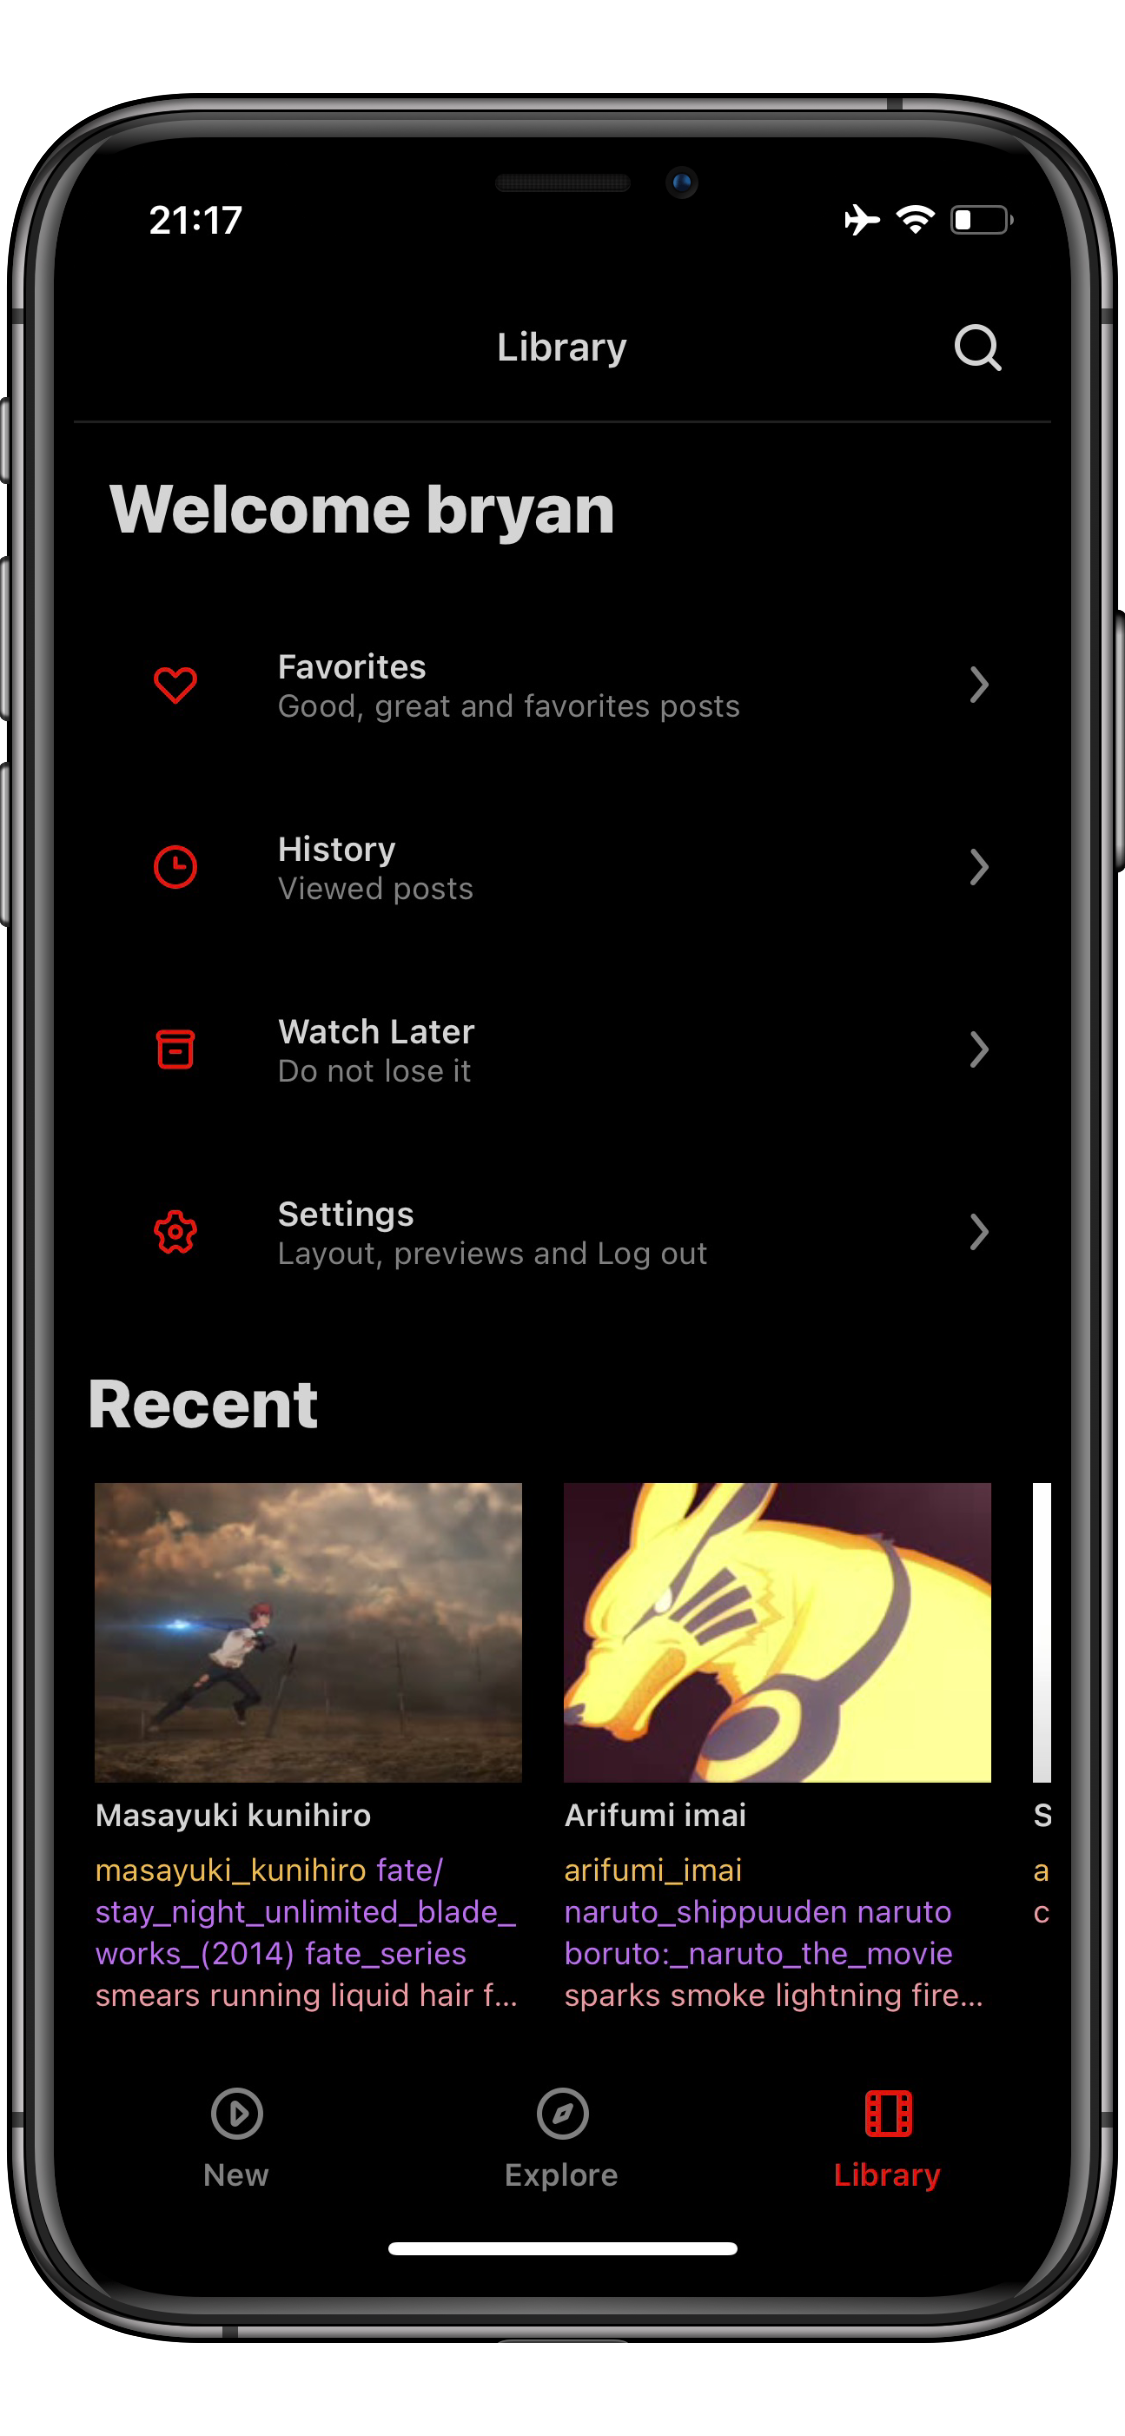 21:17
Library
Welcome bryan
Favorites
Good, great and favorites posts
History
Viewed posts
Watch Later
Do not lose it
Settings
Layout, previews and Log out
Recent
Masayuki kunihiro
masayuki_kunihiro fate/
stay_night_unlimited_blade_
works_(2014) fate_series
smears running liquid hair f...
Arifumi imai
arifumi_imai
naruto_shippuuden naruto
boruto:_naruto_the_movie
sparks smoke lightning fire...
S
a
c
New
Explore
Library